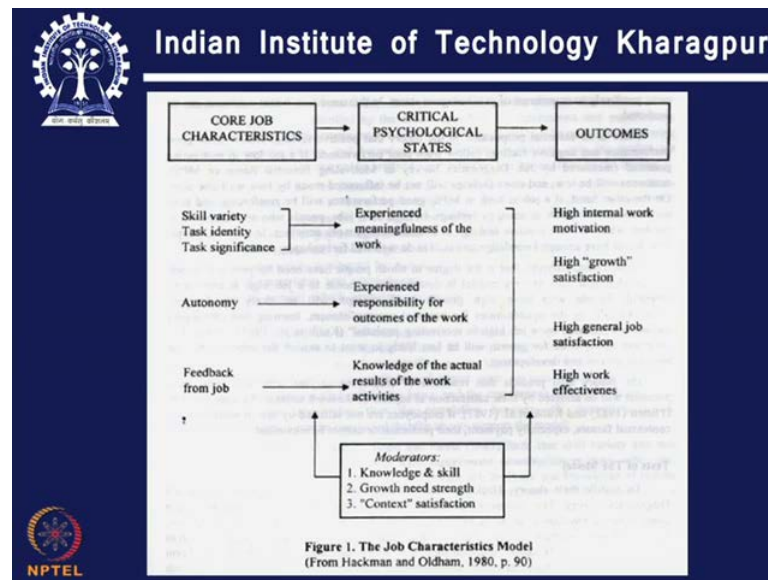 Indian Institute of Technology Kharagpur
CORE JOB
CHARACTERISTICS
CRITICAL
PSYCHOLOGICAL
STATES
OUTCOMES
Skill variety
Task identity
Task significance
Experienced
meaningfulness of the
work
High internal work
motivation
High "growth"
satisfaction
Autonomy
Experienced
responsibility for
outcomes of the work
High general job
satisfaction
Feedback
from job
Knowledge of the actual
results of the work
activities
High work
effectivenes
Moderators:
1. Knowledge & skill
2. Growth need strength
3. "Context" satisfaction
Figure 1. The Job Characteristics Model
(From Hackman and Oldham, 1980, p. 90)
NPTEL